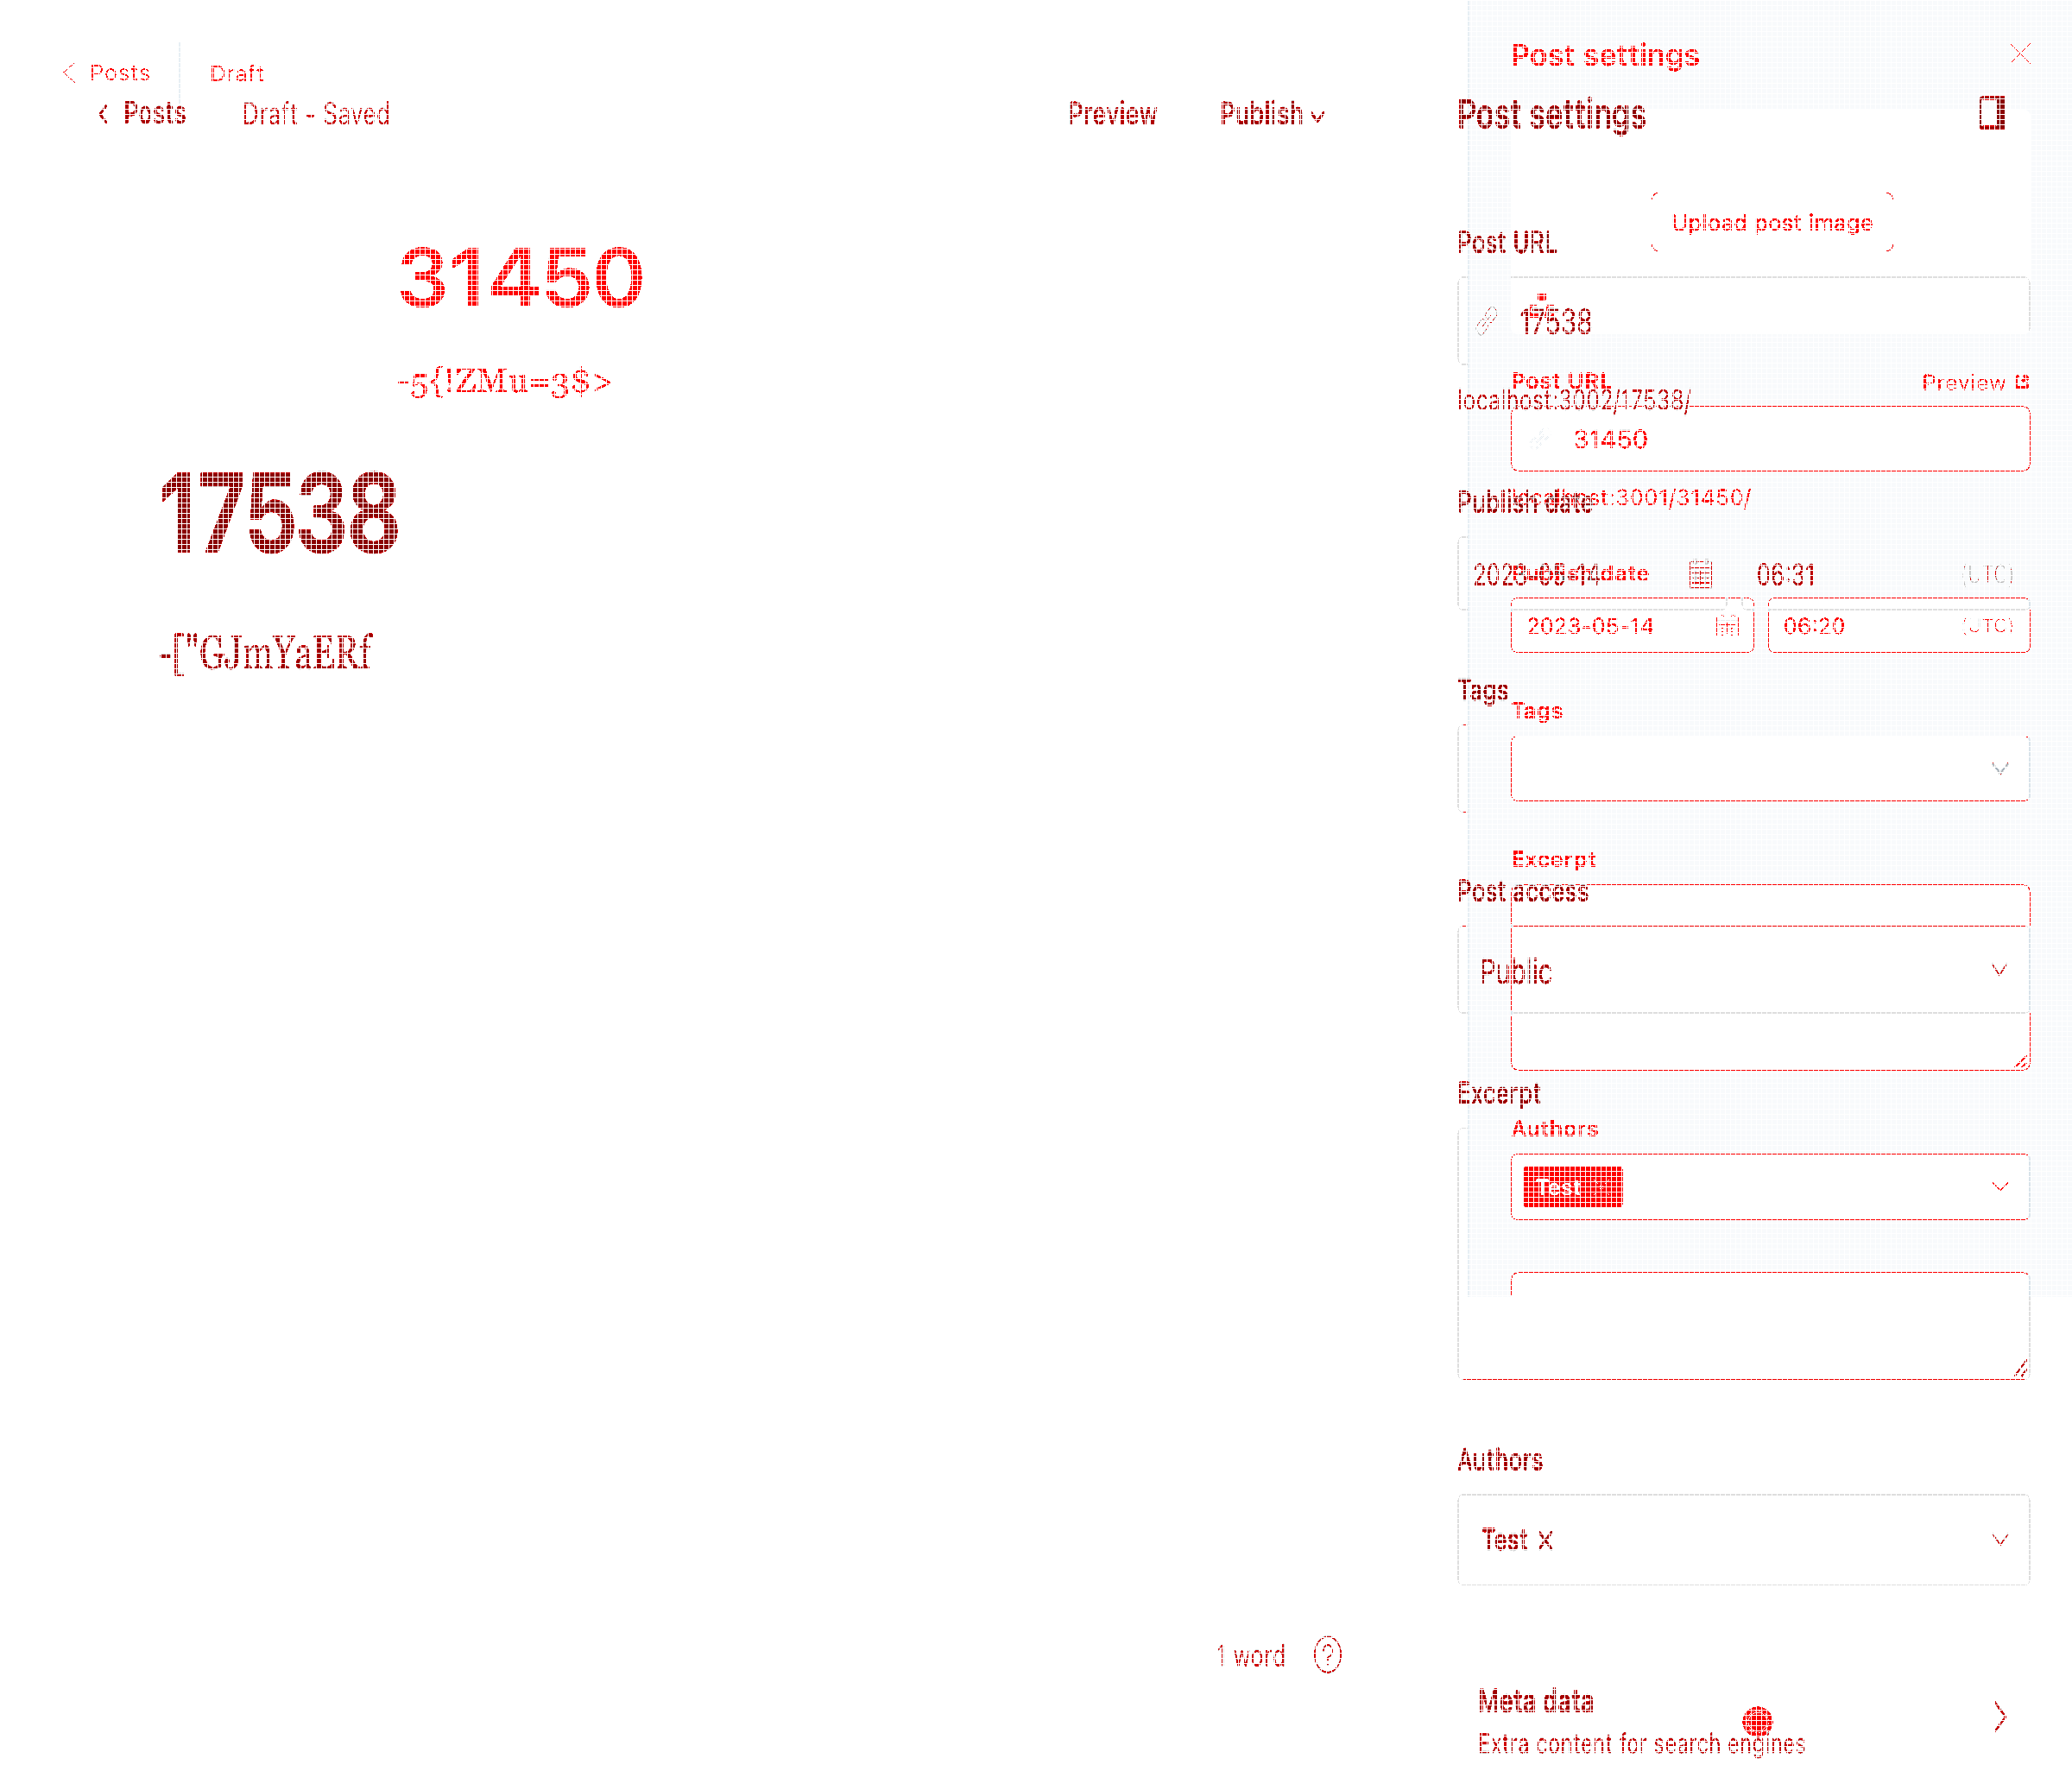 Post settings
Posts
Draft
Posts
Draft - Saved
Preview
Publish
Post settings
Upload post image
Post URL
31450
17538
-5{!ZMu=3$>
Post URL
Preview
localhost:3002/17538/
31450
17538
localhost:3001/31450/
Publish date
-["GJmYaERf
Publish date
06:31
(UTC)
2023-05-14
06:20
(UTC)
Tags
Tags
Excerpt
Post access
Public
Excerpt
Authors
Test
Authors
Test ×
1 word
?
Meta data
Extra content for search engines